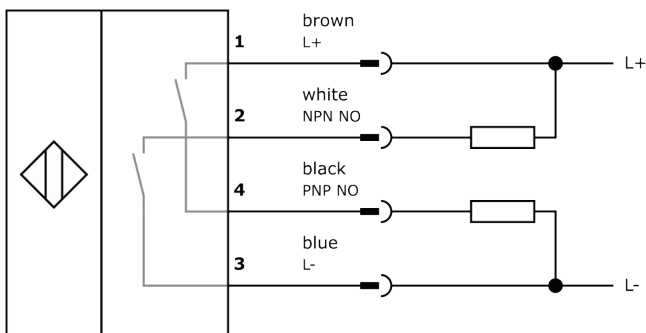 brown
1 L+
L+
white
2 NPN NO
black
4 PNP NO
blue
3 L-
L-